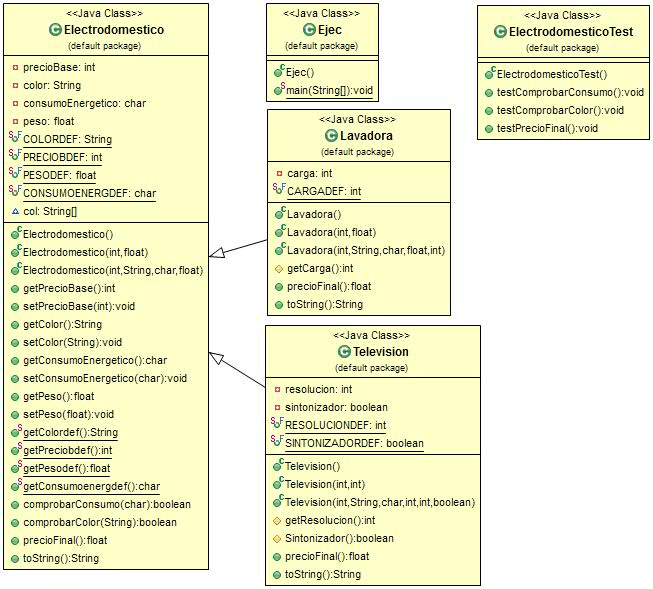 <<Java Class>>
Electrodomestico
(default package)
precioBase: int
color: String
consumoEnergetico: char
peso: float
COLORDEF: String
PRECIOBDEF: int
PESODEF: float
CONSUMOENERGDEF: char
col: String[]
Electrodomestico()
Electrodomestico(int,float)
Electrodomestico(int,String,char,float)
getPrecioBase():int
setPrecioBase(int):void
getColor():String
setColor(String):void
getConsumoEnergetico():char
setConsumoEnergetico(char):void
getPeso():float
setPeso(float):void
getColordef():String
getPreciobdef():int
getPesodef():float
getConsumoenergdef():char
comprobarConsumo(char):boolean
comprobarColor(String):boolean
precioFinal():float
toString():String
<<Java Class>>
Ejec
(default package)
Ejec()
main(String[]):void
<<Java Class>>
ElectrodomesticoTest
(default package)
ElectrodomesticoTest()
testComprobarConsumo():void
testComprobarColor():void
testPrecioFinal():void
<<Java Class>>
Lavadora
(default package)
carga: int
CARGADEF: int
Lavadora()
Lavadora(int,float)
Lavadora(int,String,char,float,int)
getCarga():int
precioFinal():float
toString():String
<<Java Class>>
Television
(default package)
resolucion: int
sintonizador: boolean
RESOLUCIONDEF: int
SINTONIZADORDEF: boolean
Television()
Television(int,int)
Television(int,String,char,int,int,boolean)
getResolucion():int
Sintonizador():boolean
precioFinal():float
toString():String